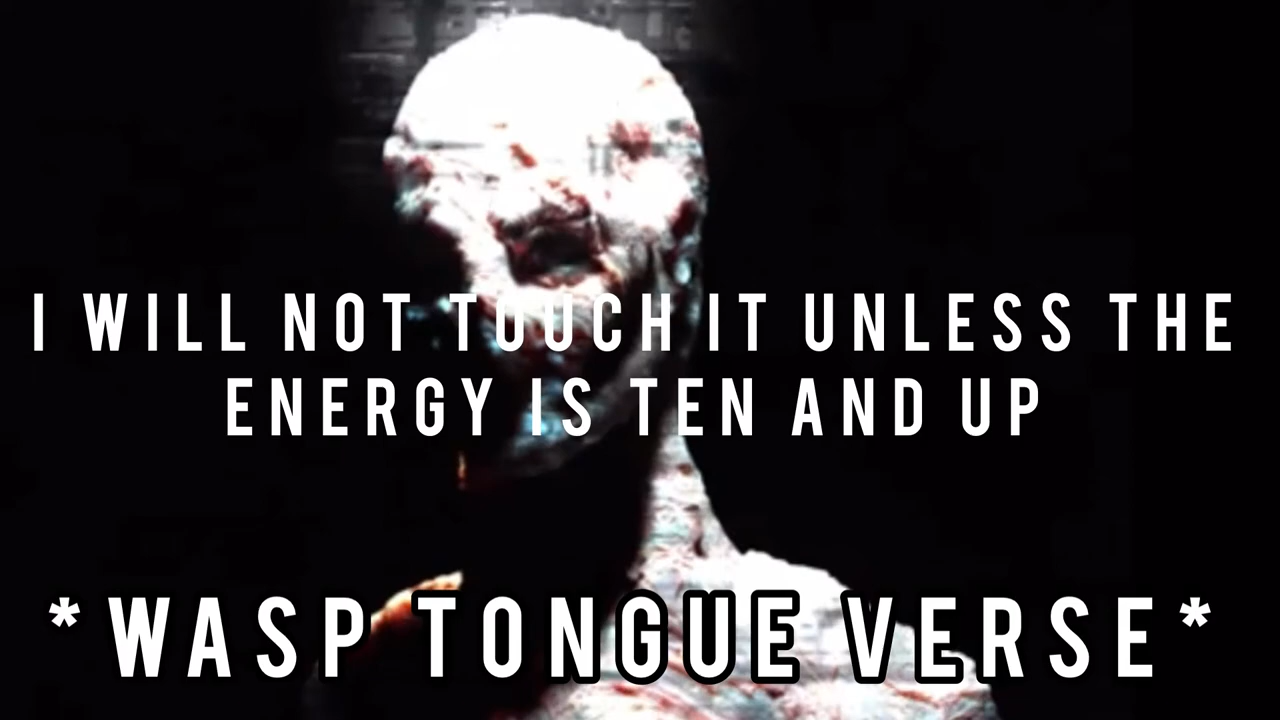 I WILL NOT TOUCH IT UNLESS THE
ENERGY IS TEN AND UP
*WASP TONGUE VERSE*